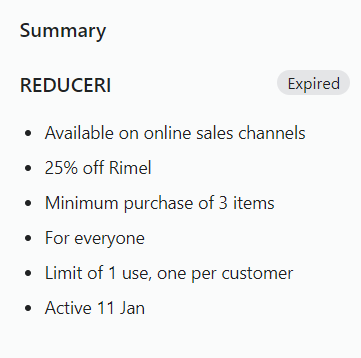 Summary
REDUCERI Expired
Available on online sales channels
25% off Rimel
Minimum purchase of 3 items
For everyone
Limit of 1 use, one per customer
Active 11 Jan